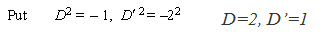 Put D² = – 1, D′ ² = –2² D=2, D’=1